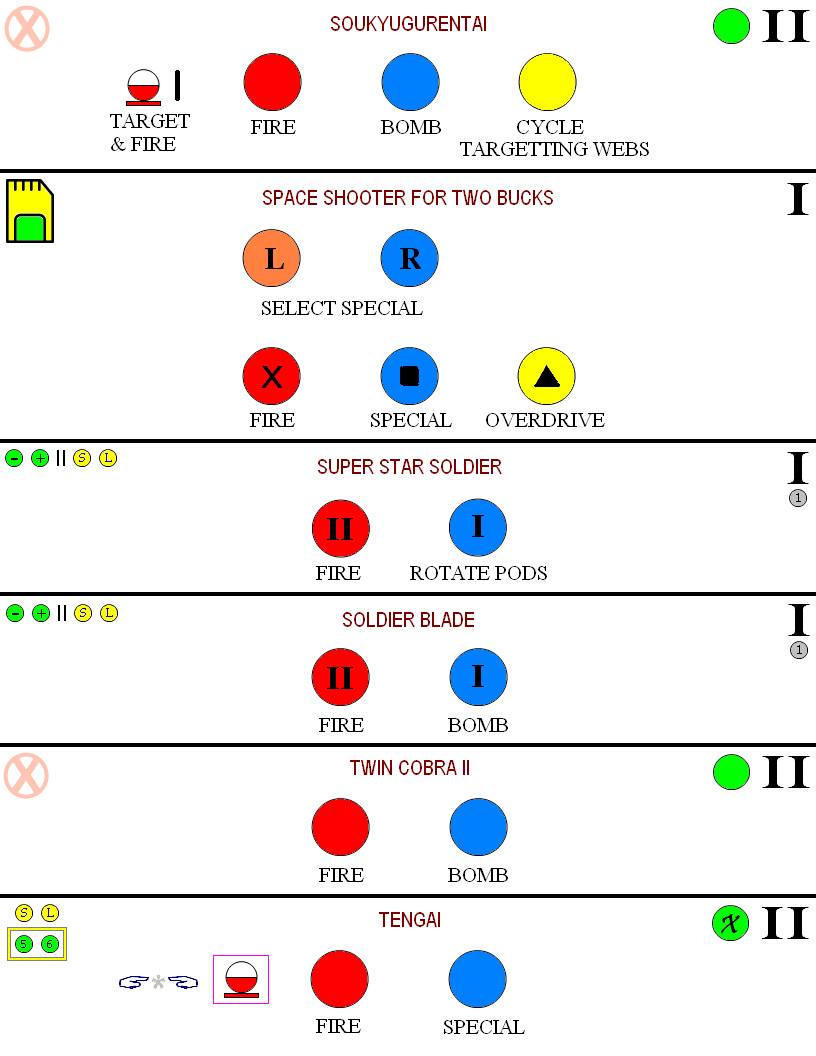 X SOUKYUGURENTAI II
TARGET
& FIRE
FIRE
BOMB
CYCLE
TARGETTING WEBS
SPACE SHOOTER FOR TWO BUCKS I
L R
SELECT SPECIAL
X
FIRE SPECIAL OVERDRIVE
- + II S L SUPER STAR SOLDIER I
1
II I
FIRE ROTATE PODS
- + II S L SOLDIER BLADE I
1
II I
FIRE BOMB
X TWIN COBRA II II
FIRE BOMB
S L TENGAI X II
5 6
*
FIRE SPECIAL